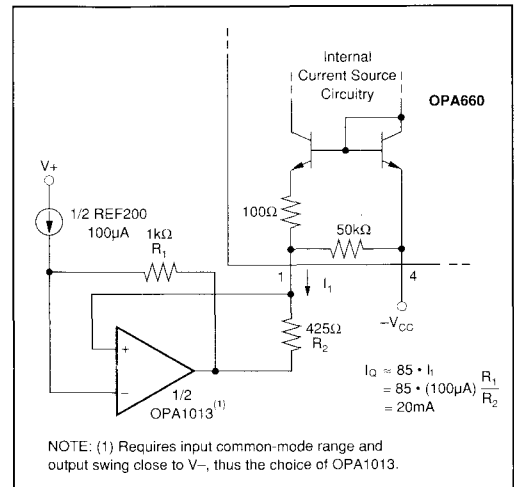 Internal
Current Source
Circuitry
OPA660
V+
1/2 REF200
100µA
1kΩ
R1
100Ω
50kΩ
1
I1
4
–VCC
425Ω
R2
+
–
1/2
OPA1013(1)
IQ ≈ 85 • I1
= 85 • (100µA) R1/R2
= 20mA
NOTE: (1) Requires input common-mode range and
output swing close to V–, thus the choice of OPA1013.